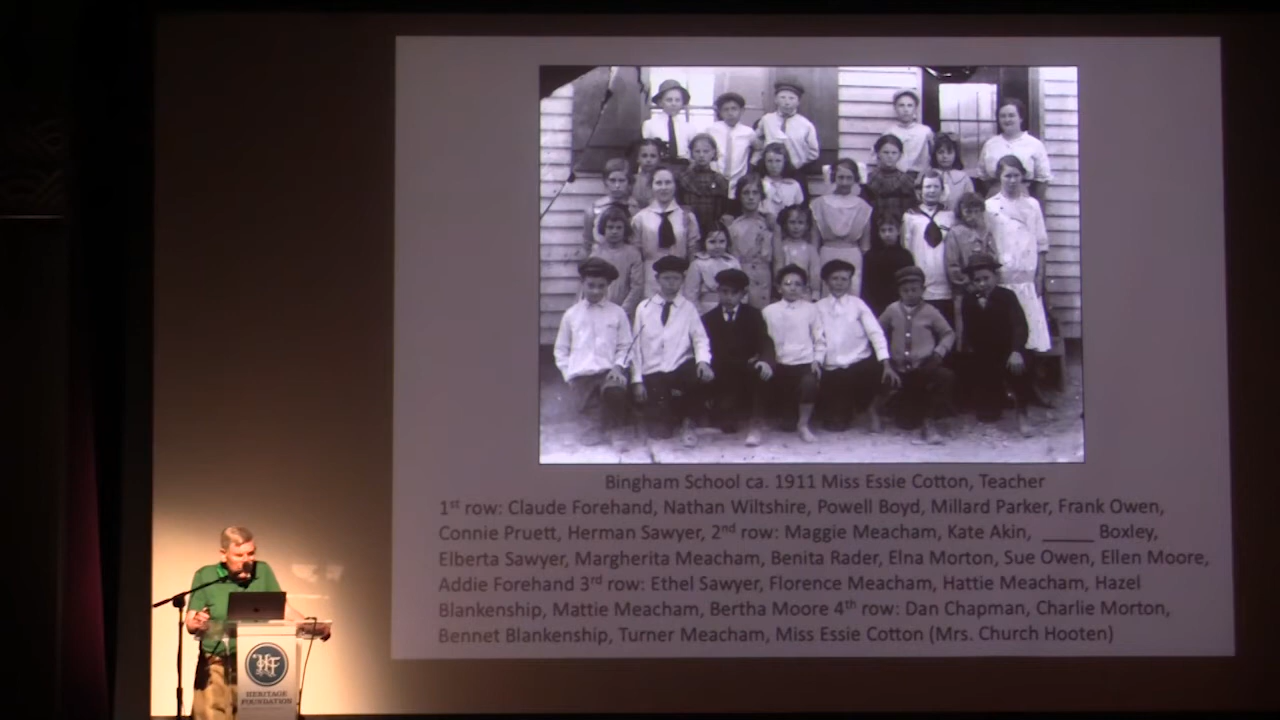 Bingham School ca. 1911 Miss Essie Cotton, Teacher
1st row: Claude Forehand, Nathan Wiltshire, Powell Boyd, Millard Parker, Frank Owen,
Connie Pruett, Herman Sawyer, 2nd row: Maggie Meacham, Kate Akin, _____ Boxley,
Elberta Sawyer, Margherita Meacham, Benita Rader, Elna Morton, Sue Owen, Ellen Moore,
Addie Forehand 3rd row: Ethel Sawyer, Florence Meacham, Hattie Meacham, Hazel
Blankenship, Mattie Meacham, Bertha Moore 4th row: Dan Chapman, Charlie Morton,
Bennet Blankenship, Turner Meacham, Miss Essie Cotton (Mrs. Church Hooten)
HF
HERITAGE
FOUNDATION